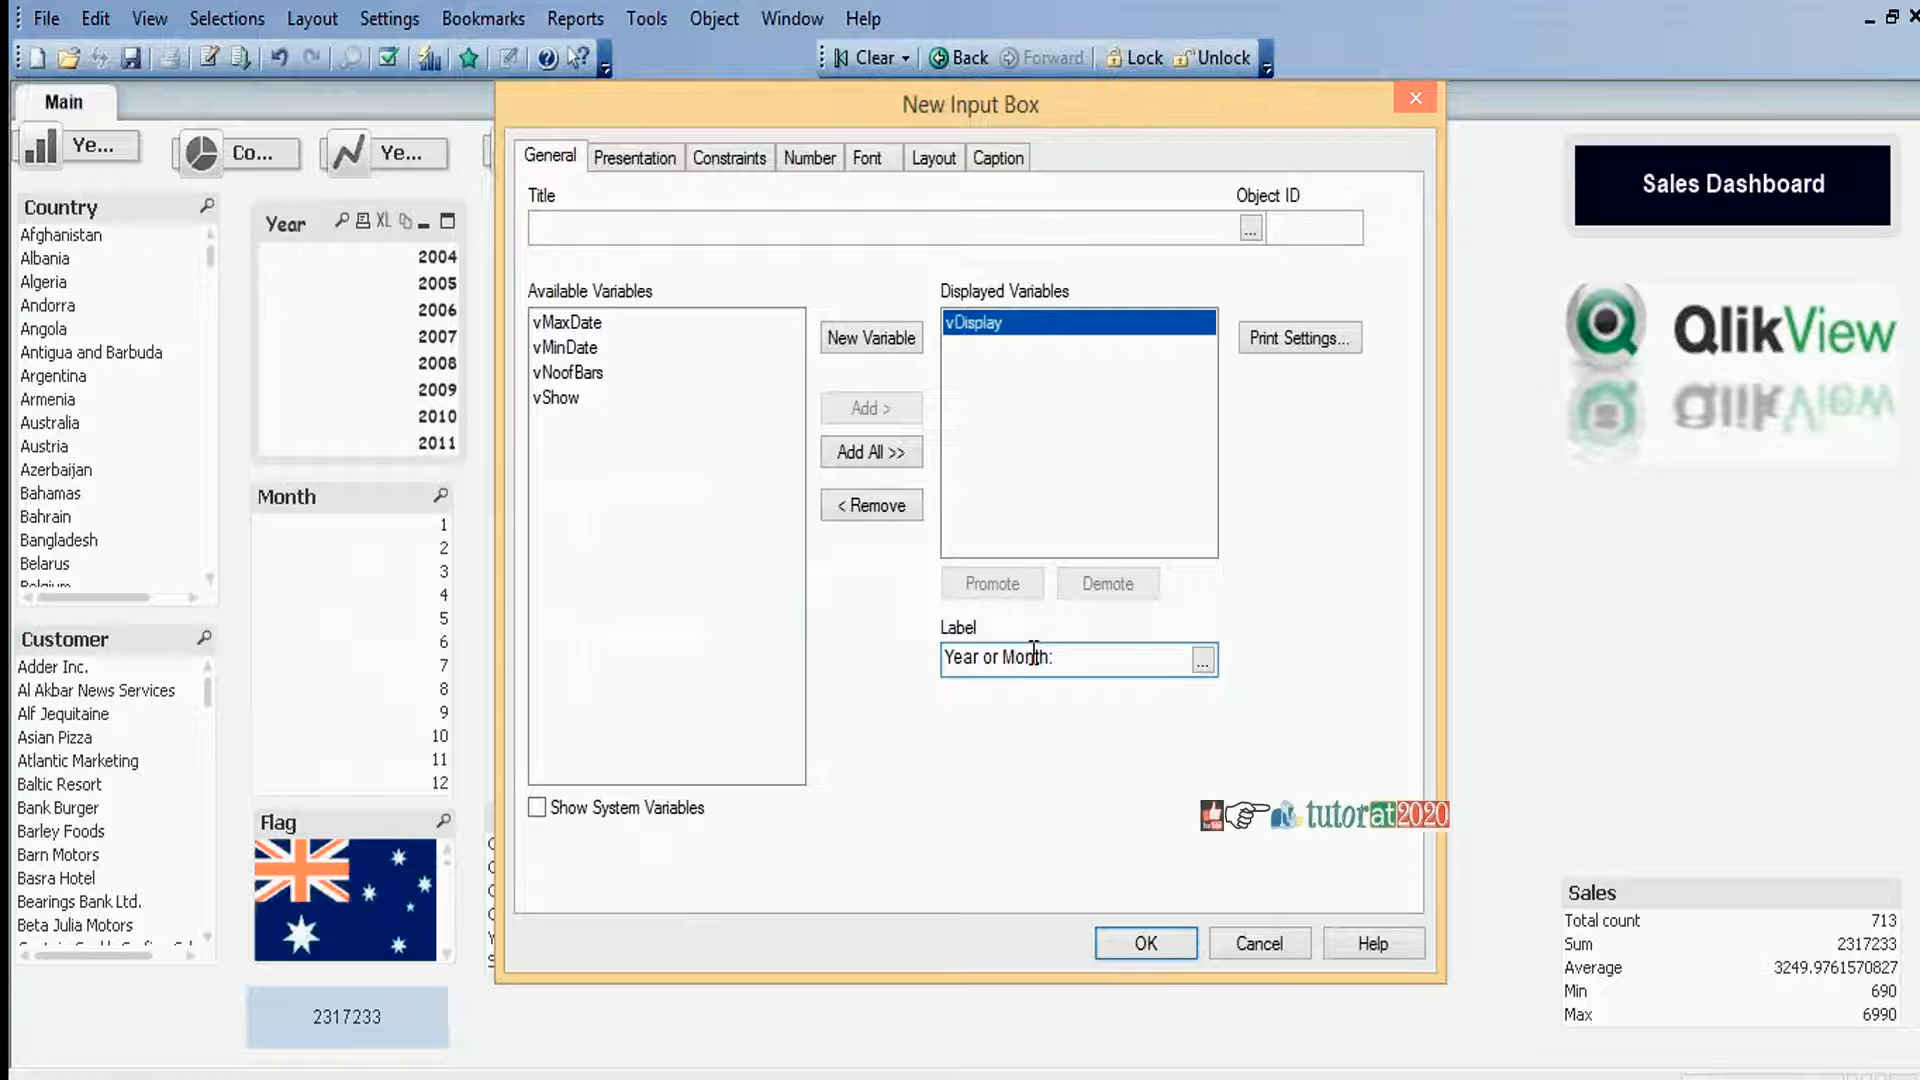 File Edit View Selections Layout Settings Bookmarks Reports Tools Object Window Help
Clear Back Forward Lock Unlock
Main
Ye... Co... Ye...
New Input Box
General Presentation Constraints Number Font Layout Caption
Title Object ID
...
Available Variables Displayed Variables
vMaxDate
vMinDate
vNoofBars
vShow
New Variable
Add >
Add All >>
< Remove
vDisplay
Print Settings...
Promote Demote
Label
Year or Month:
...
Show System Variables
OK Cancel Help
Country
Afghanistan
Albania
Algeria
Andorra
Angola
Antigua and Barbuda
Argentina
Armenia
Australia
Austria
Azerbaijan
Bahamas
Bahrain
Bangladesh
Belarus
Belgium
Year XL
2004
2005
2006
2007
2008
2009
2010
2011
Month
1
2
3
4
5
6
7
8
9
10
11
12
Customer
Adder Inc.
Al Akbar News Services
Alf Jequitaine
Asian Pizza
Atlantic Marketing
Baltic Resort
Bank Burger
Barley Foods
Barn Motors
Basra Hotel
Bearings Bank Ltd.
Beta Julia Motors
Flag
2317233
Sales Dashboard
QlikView
tutorat2020
Sales
Total count 713
Sum 2317233
Average 3249.9761570827
Min 690
Max 6990